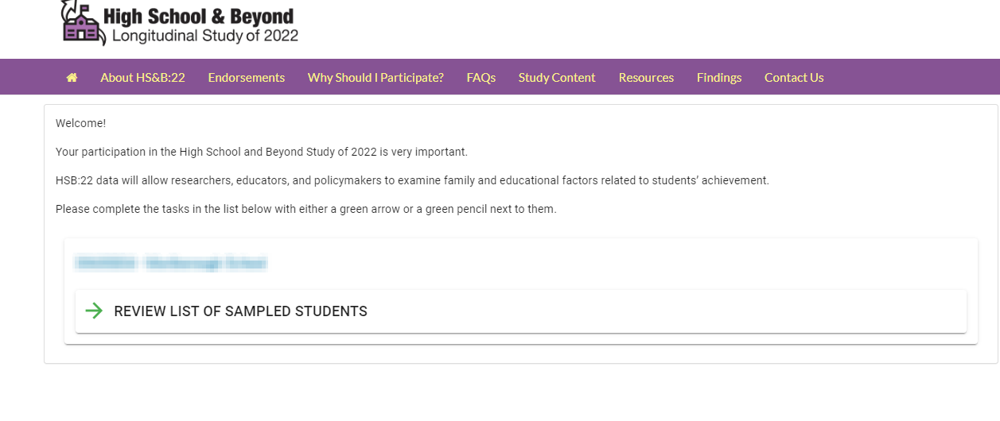 High School & Beyond
Longitudinal Study of 2022
About HS&B:22 Endorsements Why Should I Participate? FAQs Study Content Resources Findings Contact Us
Welcome!
Your participation in the High School and Beyond Study of 2022 is very important.
HSB:22 data will allow researchers, educators, and policymakers to examine family and educational factors related to students’ achievement.
Please complete the tasks in the list below with either a green arrow or a green pencil next to them.
REVIEW LIST OF SAMPLED STUDENTS